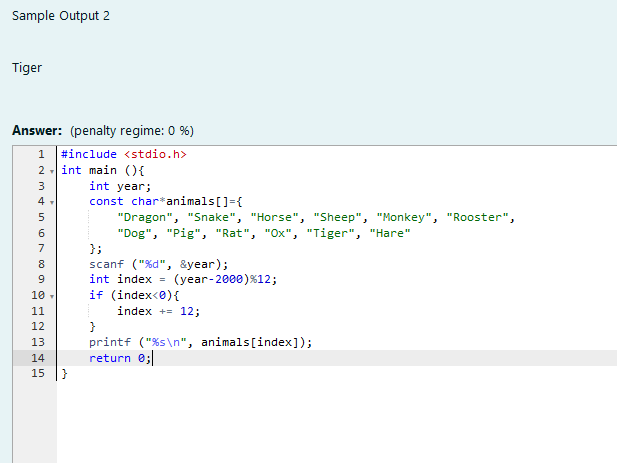 Sample Output 2
Tiger
Answer: (penalty regime: 0 %)
1 #include <stdio.h>
2 int main (){
3     int year;
4     const char*animals[]={
5         "Dragon", "Snake", "Horse", "Sheep", "Monkey", "Rooster",
6         "Dog", "Pig", "Rat", "Ox", "Tiger", "Hare"
7     };
8     scanf ("%d", &year);
9     int index = (year-2000)%12;
10     if (index<0){
11         index += 12;
12     }
13     printf ("%s\n", animals[index]);
14     return 0;
15 }